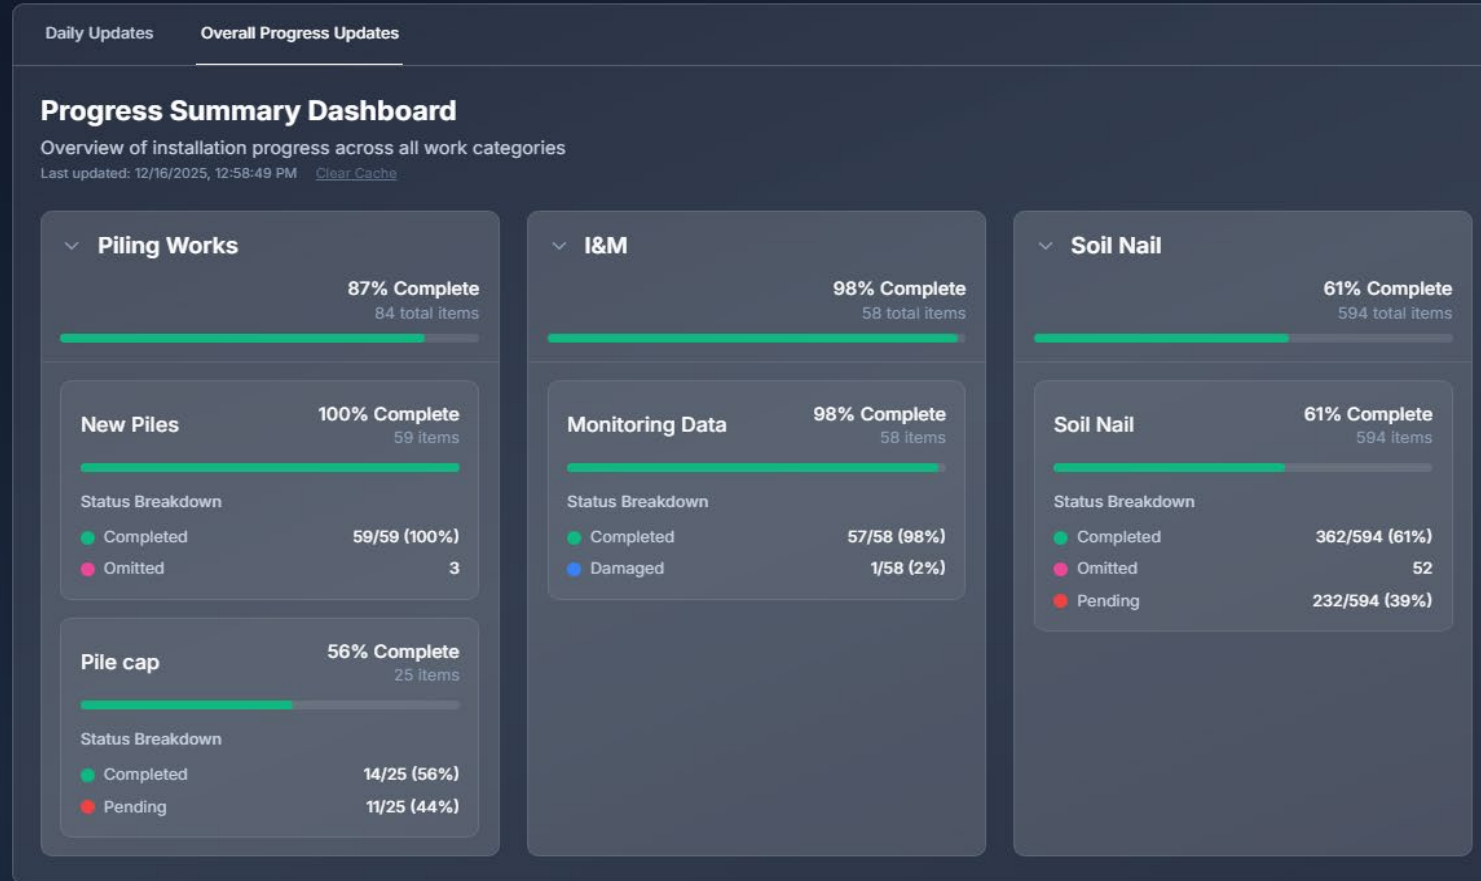 Daily Updates
Overall Progress Updates
Progress Summary Dashboard
Overview of installation progress across all work categories
Last updated: 12/16/2025, 12:58:49 PM Clear Cache
Piling Works
87% Complete
84 total items
New Piles
100% Complete
59 items
Status Breakdown
Completed 59/59 (100%)
Omitted 3
Pile cap
56% Complete
25 items
Status Breakdown
Completed 14/25 (56%)
Pending 11/25 (44%)
I&M
98% Complete
58 total items
Monitoring Data
98% Complete
58 items
Status Breakdown
Completed 57/58 (98%)
Damaged 1/58 (2%)
Soil Nail
61% Complete
594 total items
Soil Nail
61% Complete
594 items
Status Breakdown
Completed 362/594 (61%)
Omitted 52
Pending 232/594 (39%)